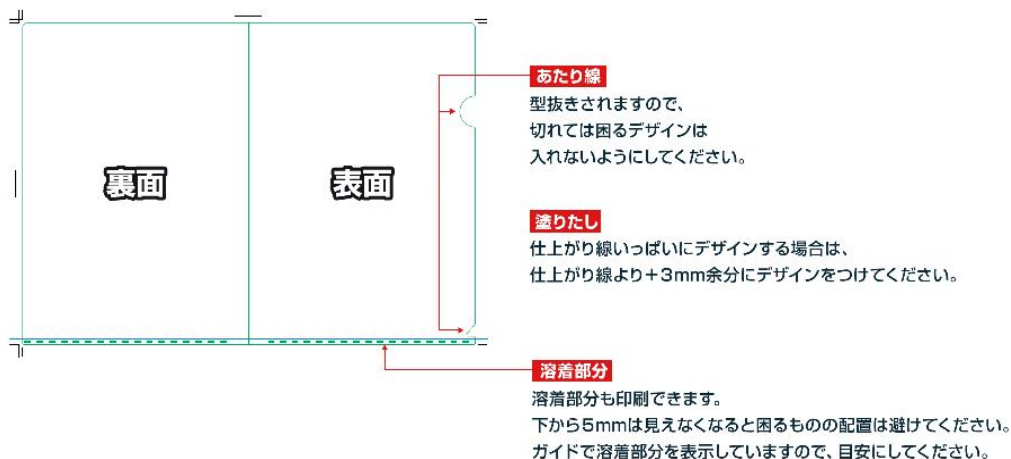 裏面
表面
あたり線
型抜きされますので、
切れては困るデザインは
入れないようにしてください。
塗りたし
仕上がり線いっぱいにデザインする場合は、
仕上がり線より+3mm余分にデザインをつけてください。
溶着部分
溶着部分も印刷できます。
下から5mmは見えなくなると困るものの配置は避けてください。
ガイドで溶着部分を表示していますので、目安にしてください。